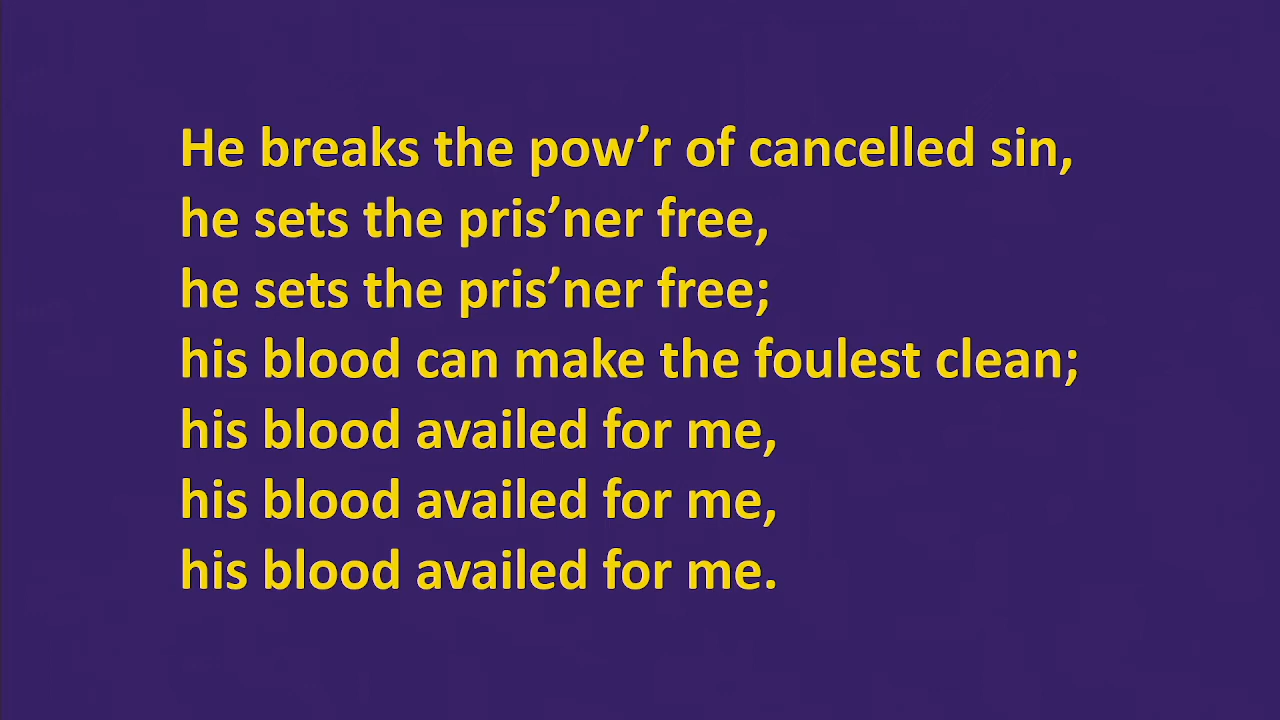 He breaks the pow’r of cancelled sin,
he sets the pris’ner free,
he sets the pris’ner free;
his blood can make the foulest clean;
his blood availed for me,
his blood availed for me,
his blood availed for me.